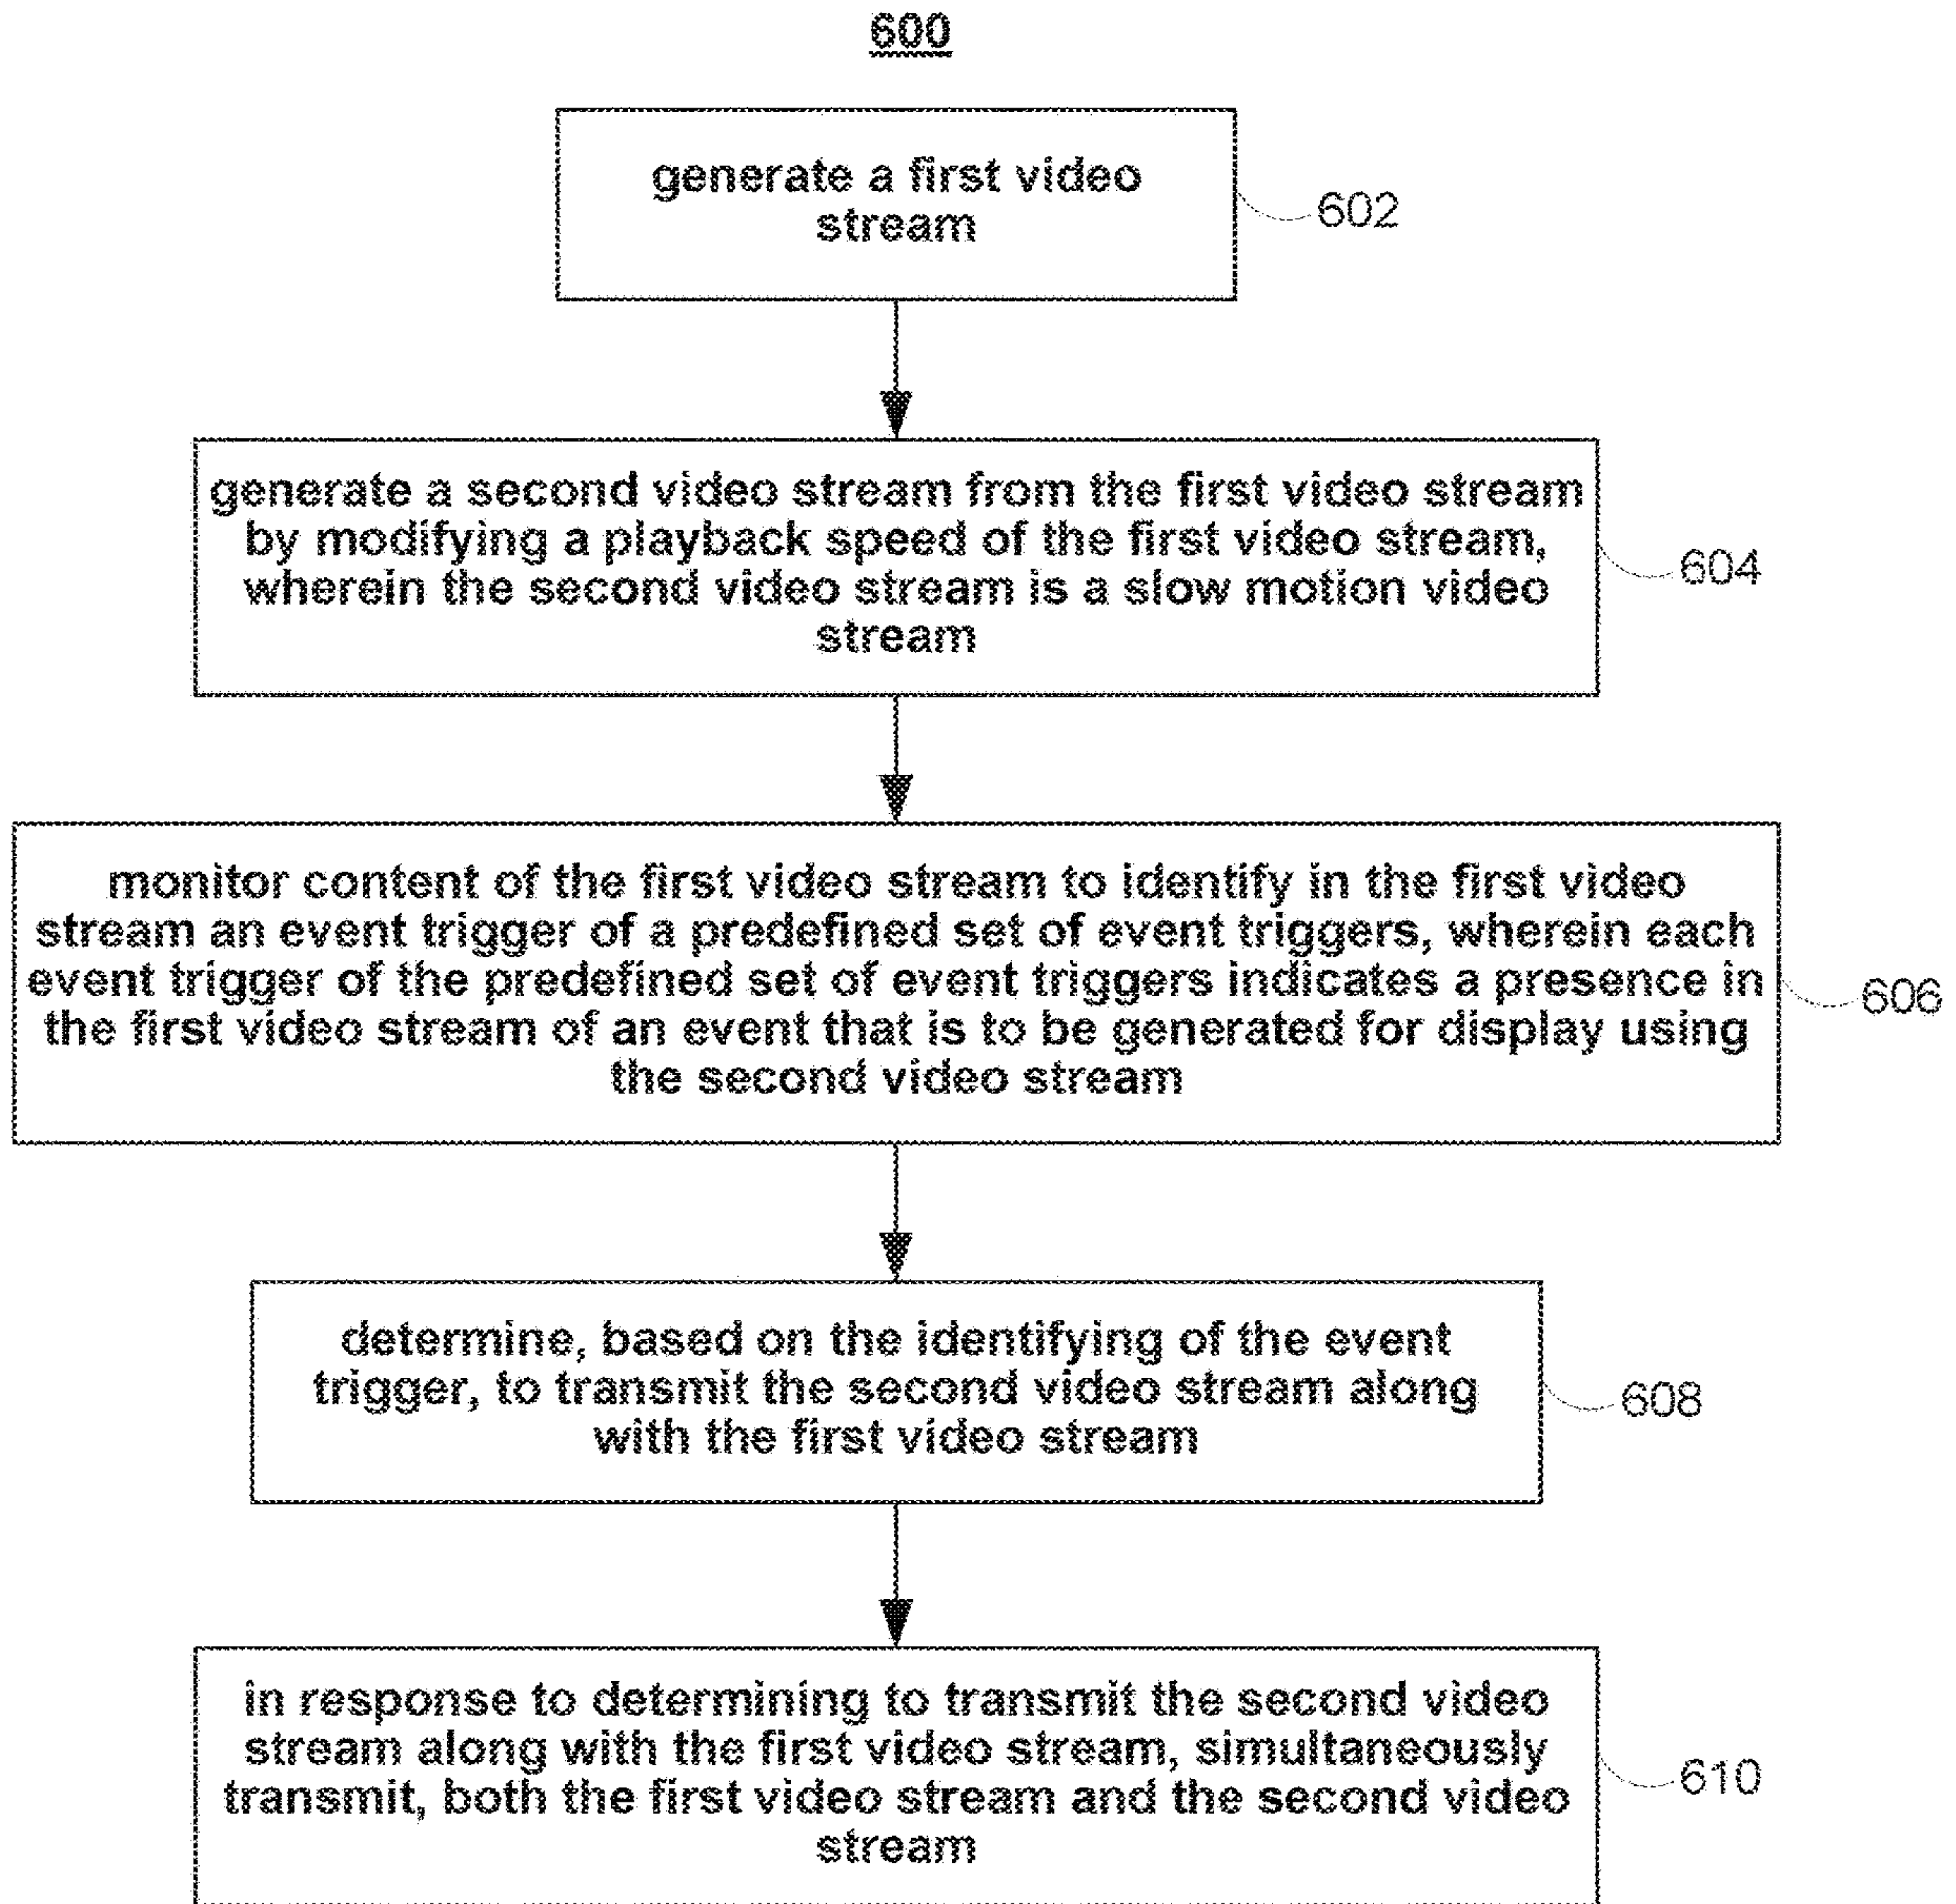 600
generate a first video
stream
602
generate a second video stream from the first video stream
by modifying a playback speed of the first video stream,
wherein the second video stream is a slow motion video
stream
604
monitor content of the first video stream to identify in the first video
stream an event trigger of a predefined set of event triggers, wherein each
event trigger of the predefined set of event triggers indicates a presence in
the first video stream of an event that is to be generated for display using
the second video stream
606
determine, based on the identifying of the event
trigger, to transmit the second video stream along
with the first video stream
608
in response to determining to transmit the second video
stream along with the first video stream, simultaneously
transmit, both the first video stream and the second video
stream
610